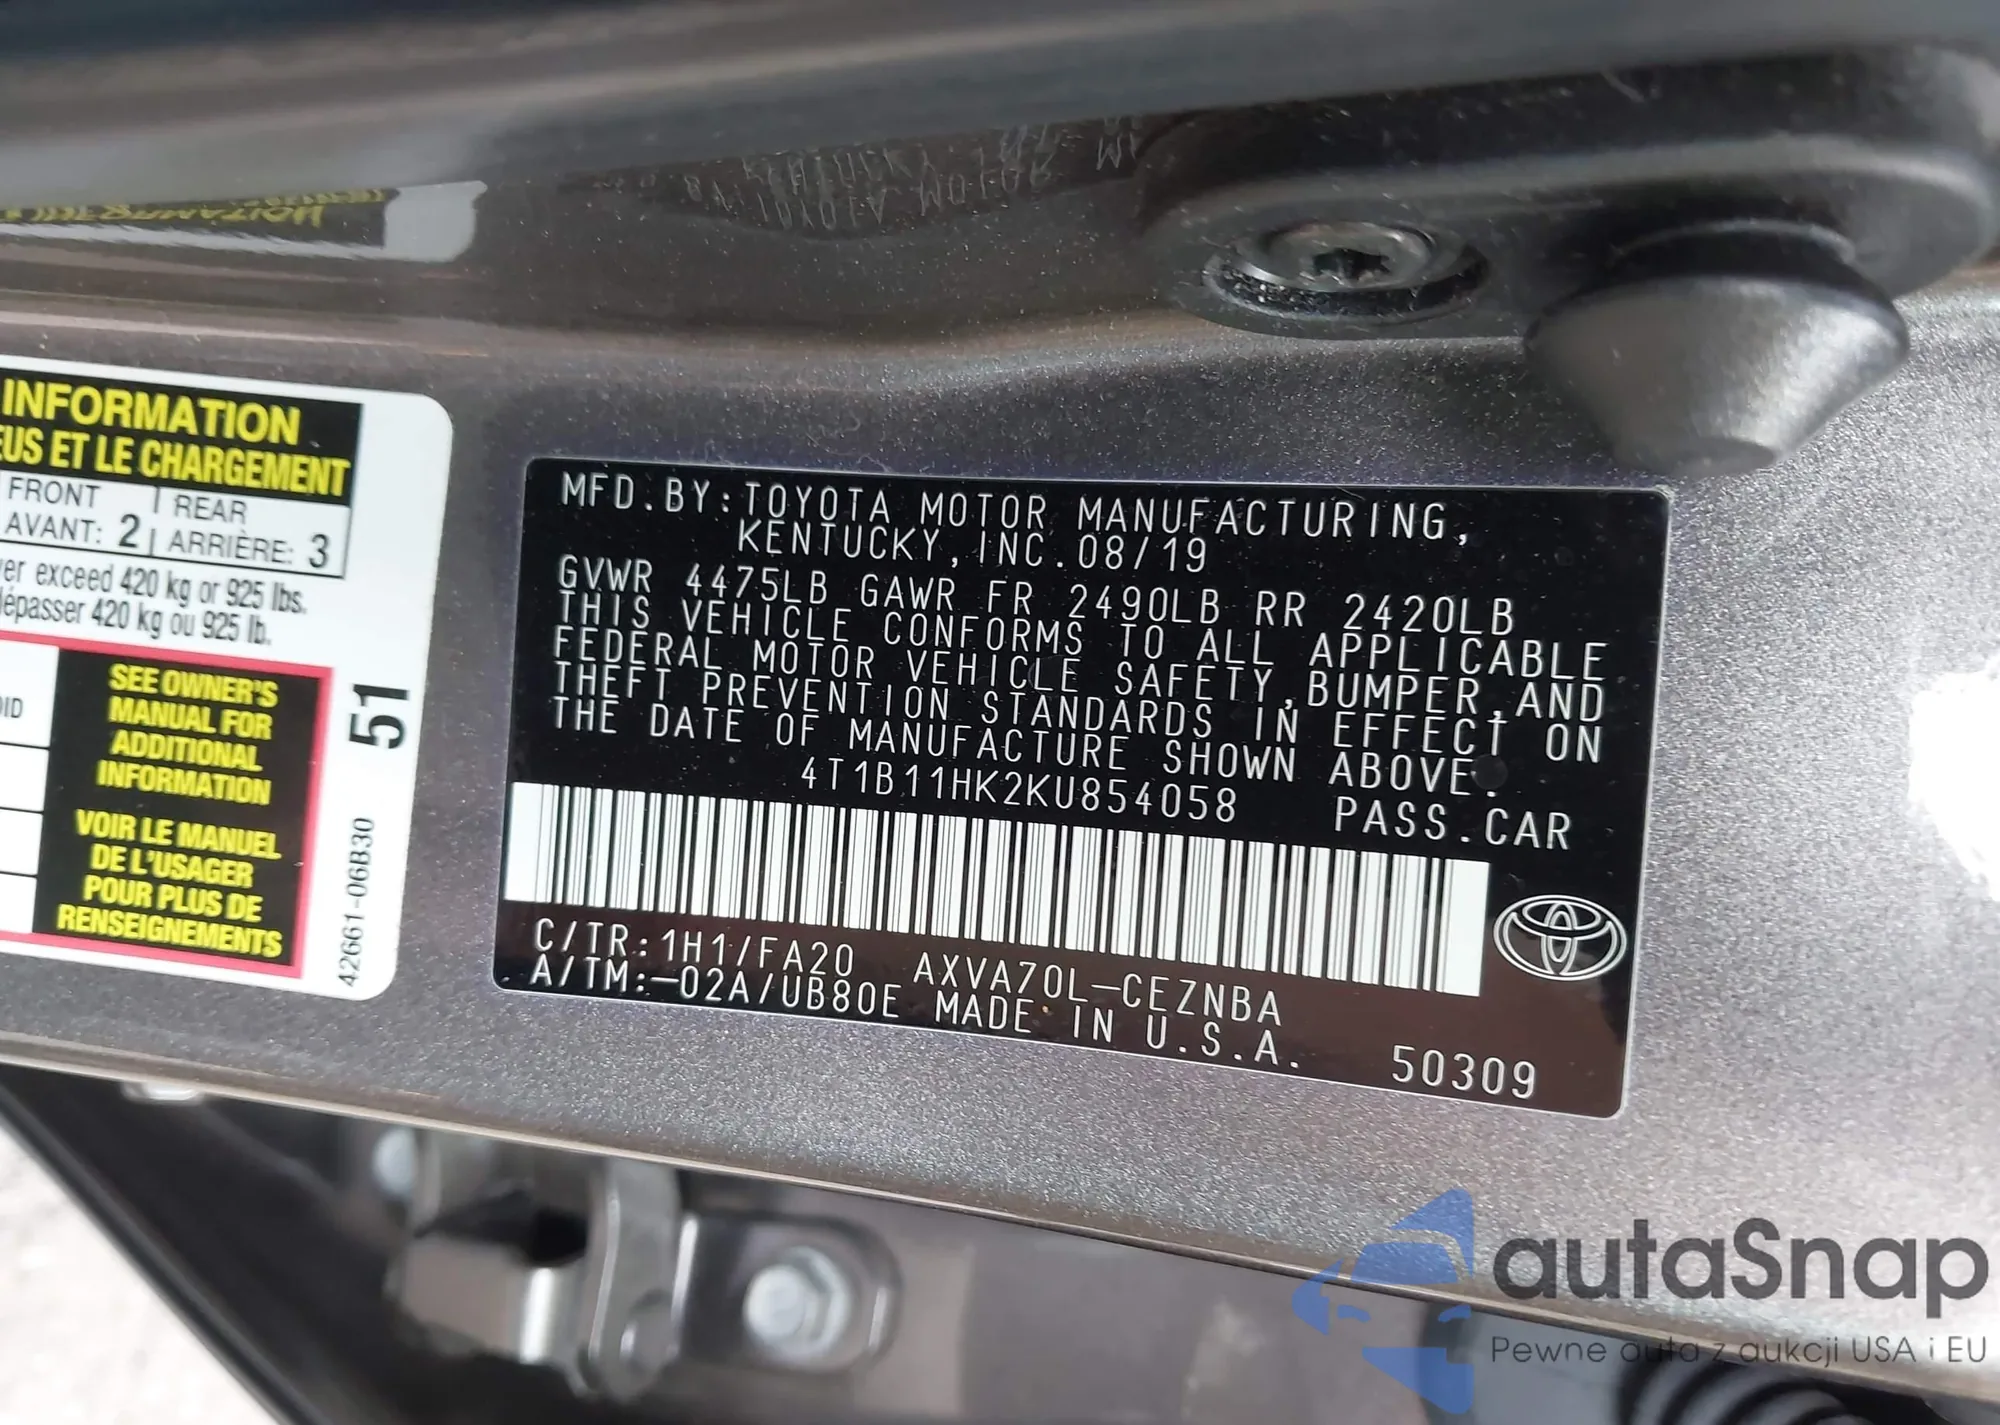 INFORMATION
EUS ET LE CHARGEMENT
FRONT | REAR
AVANT: 2 | ARRIÈRE: 3
ver exceed 420 kg or 925 lbs.
dépasser 420 kg ou 925 lb.
SEE OWNER'S
MANUAL FOR
ADDITIONAL
INFORMATION
VOIR LE MANUEL
DE L'USAGER
POUR PLUS DE
RENSEIGNEMENTS
51
42661-06B30
MFD.BY:TOYOTA MOTOR MANUFACTURING,
KENTUCKY,INC.08/19
GVWR 4475LB GAWR FR 2490LB RR 2420LB
THIS VEHICLE CONFORMS TO ALL APPLICABLE
FEDERAL MOTOR VEHICLE SAFETY,BUMPER,AND
THEFT PREVENTION STANDARDS IN EFFECT ON
THE DATE OF MANUFACTURE SHOWN ABOVE.
4T1B11HK2KU854058 PASS.CAR
C/TR:1H1/FA20 AXVA70L-CEZNBA
A/TM:-02A/UB80E MADE IN U.S.A. 50309
autaSnap
Pewne auta z aukcji USA i EU